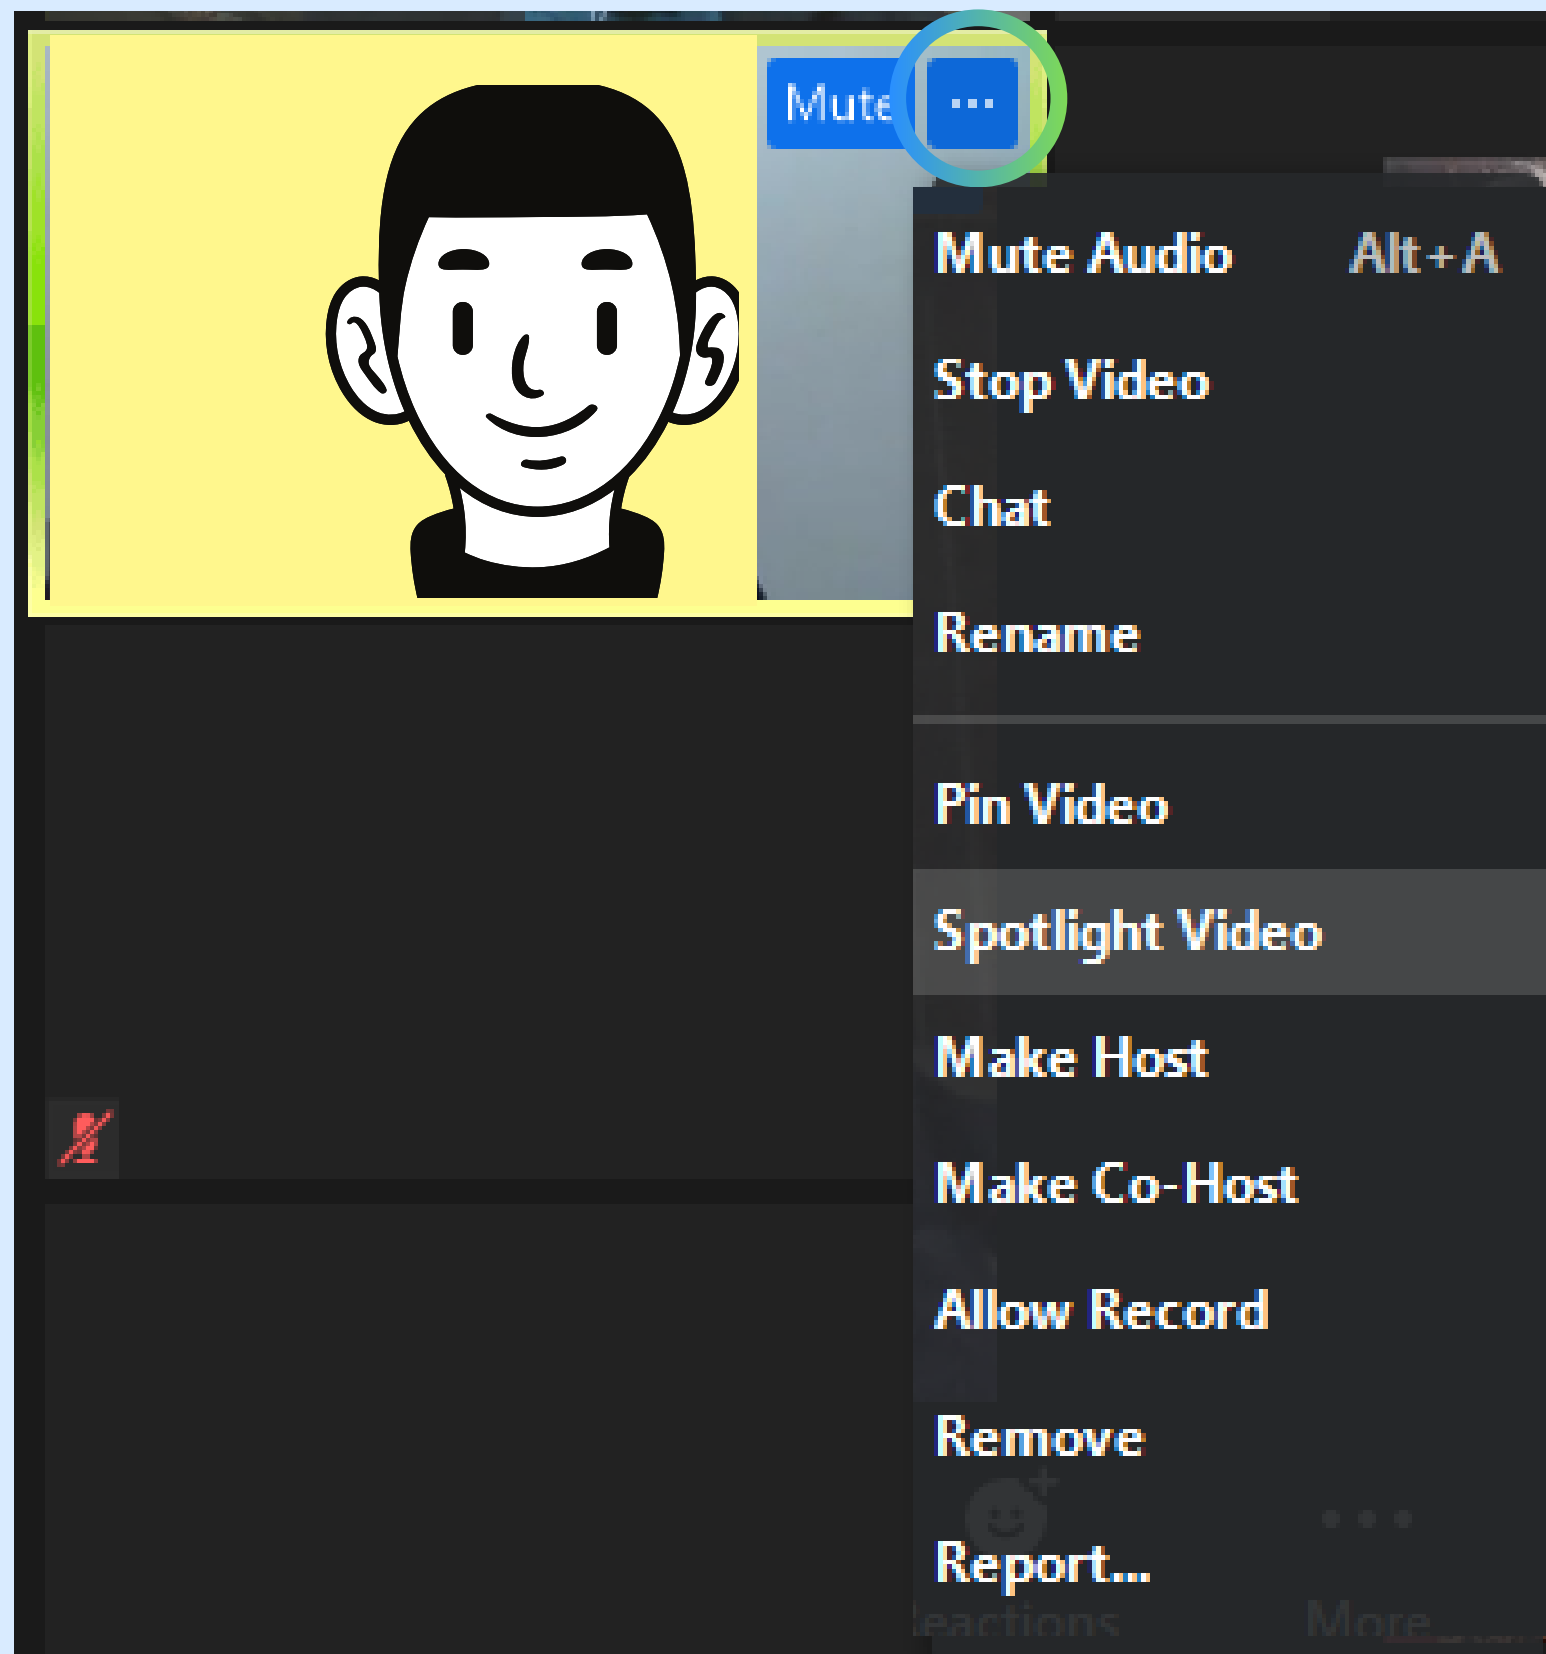 Mute ...
Mute Audio Alt+A
Stop Video
Chat
Rename
Pin Video
Spotlight Video
Make Host
Make Co-Host
Allow Record
Remove
Report...
eactions More